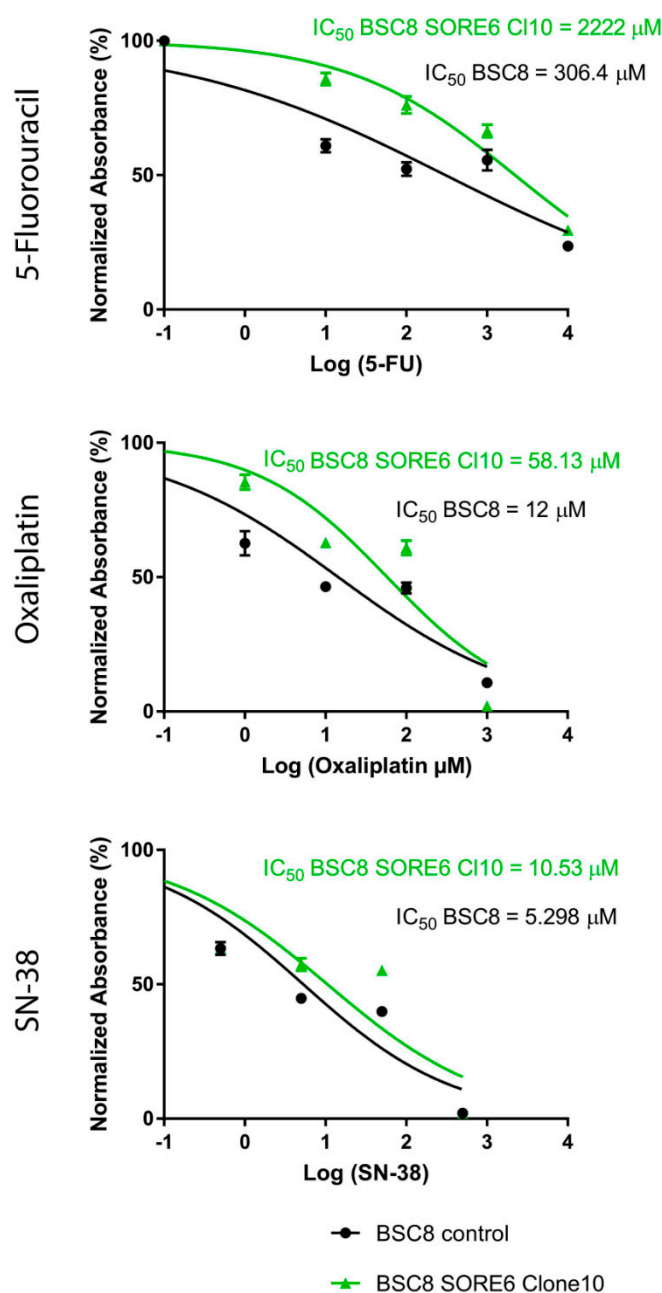 5-Fluorouracil
Normalized Absorbance (%)
100
50
0
-1 0 1 2 3 4
Log (5-FU)
IC50 BSC8 SORE6 Cl10 = 2222 μM
IC50 BSC8 = 306.4 μM
Oxaliplatin
Normalized Absorbance (%)
100
50
0
-1 0 1 2 3 4
Log (Oxaliplatin μM)
IC50 BSC8 SORE6 Cl10 = 58.13 μM
IC50 BSC8 = 12 μM
SN-38
Normalized Absorbance (%)
100
50
0
-1 0 1 2 3 4
Log (SN-38)
IC50 BSC8 SORE6 Cl10 = 10.53 μM
IC50 BSC8 = 5.298 μM
BSC8 control
BSC8 SORE6 Clone10